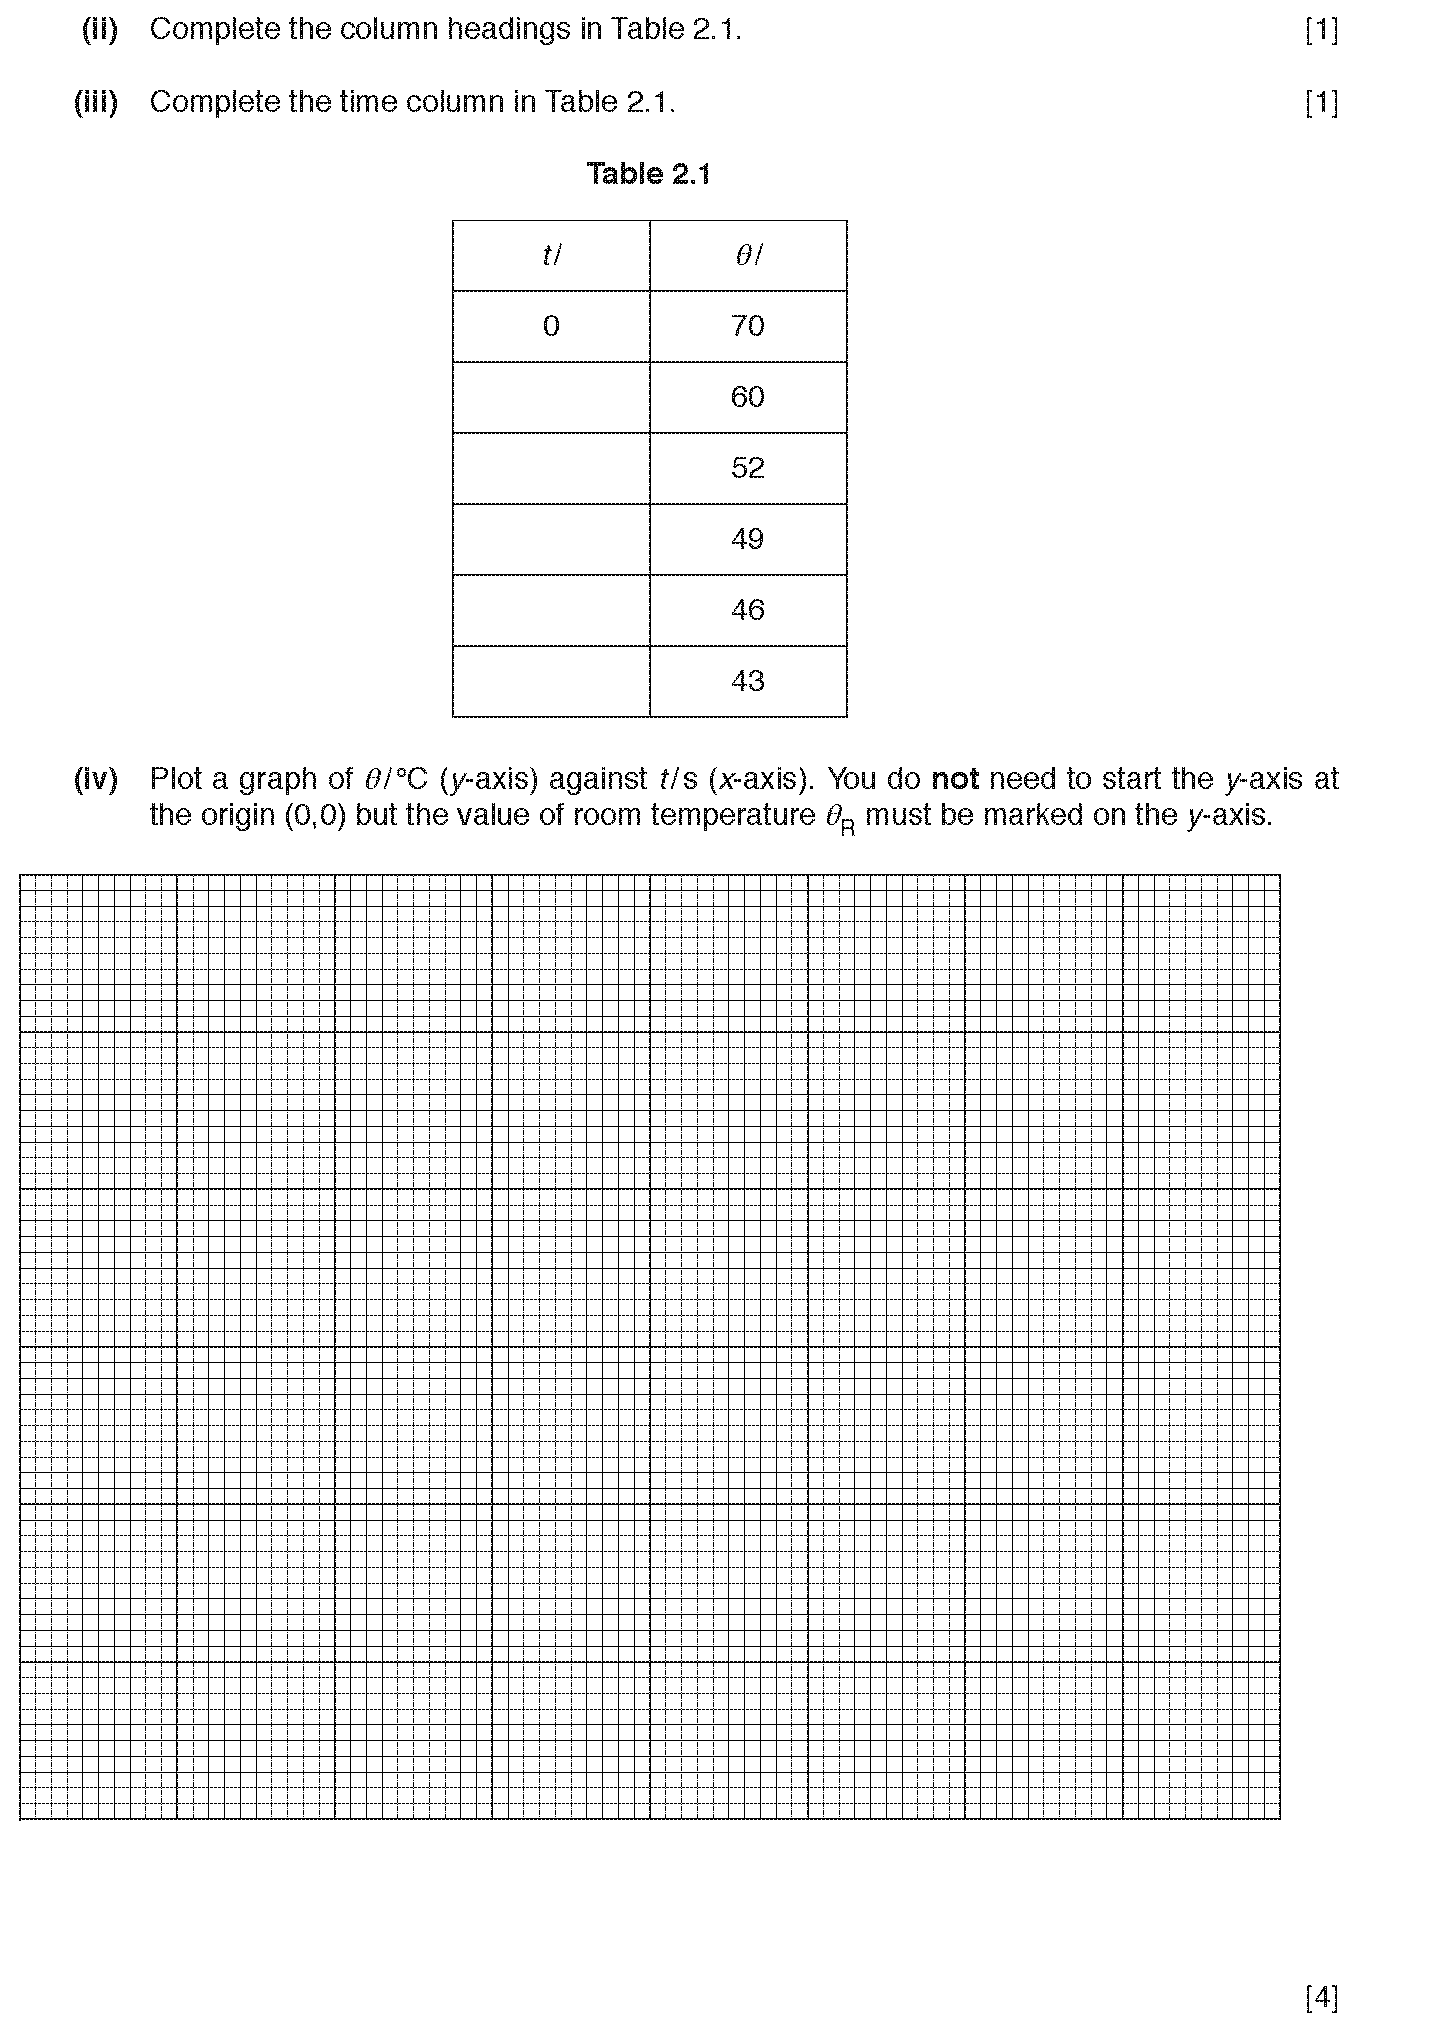 (ii) Complete the column headings in Table 2.1. [1]
(iii) Complete the time column in Table 2.1. [1]
Table 2.1
t/ θ/
0 70
60
52
49
46
43
(iv) Plot a graph of θ/°C (y-axis) against t/s (x-axis). You do not need to start the y-axis at
the origin (0,0) but the value of room temperature θR must be marked on the y-axis.
[4]